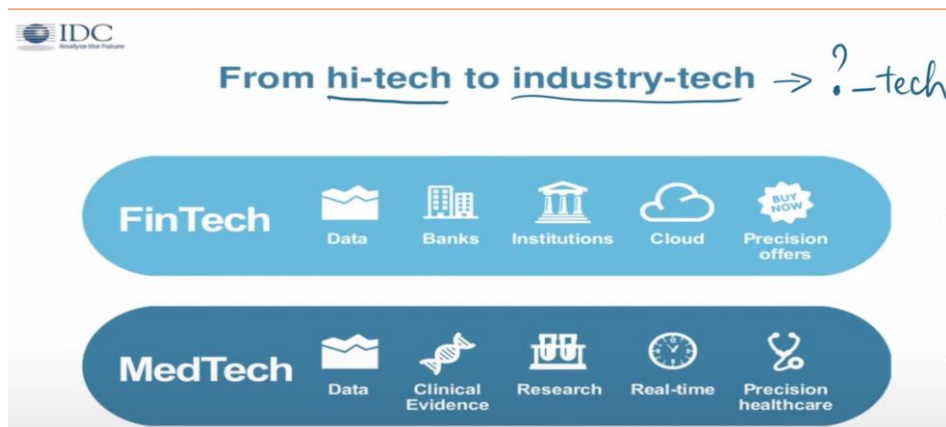 IDC
Analyze the Future
From hi-tech to industry-tech → ?-tech
FinTech
Data
Banks
Institutions
Cloud
BUY
NOW
Precision
offers
MedTech
Data
Clinical
Evidence
Research
Real-time
Precision
healthcare